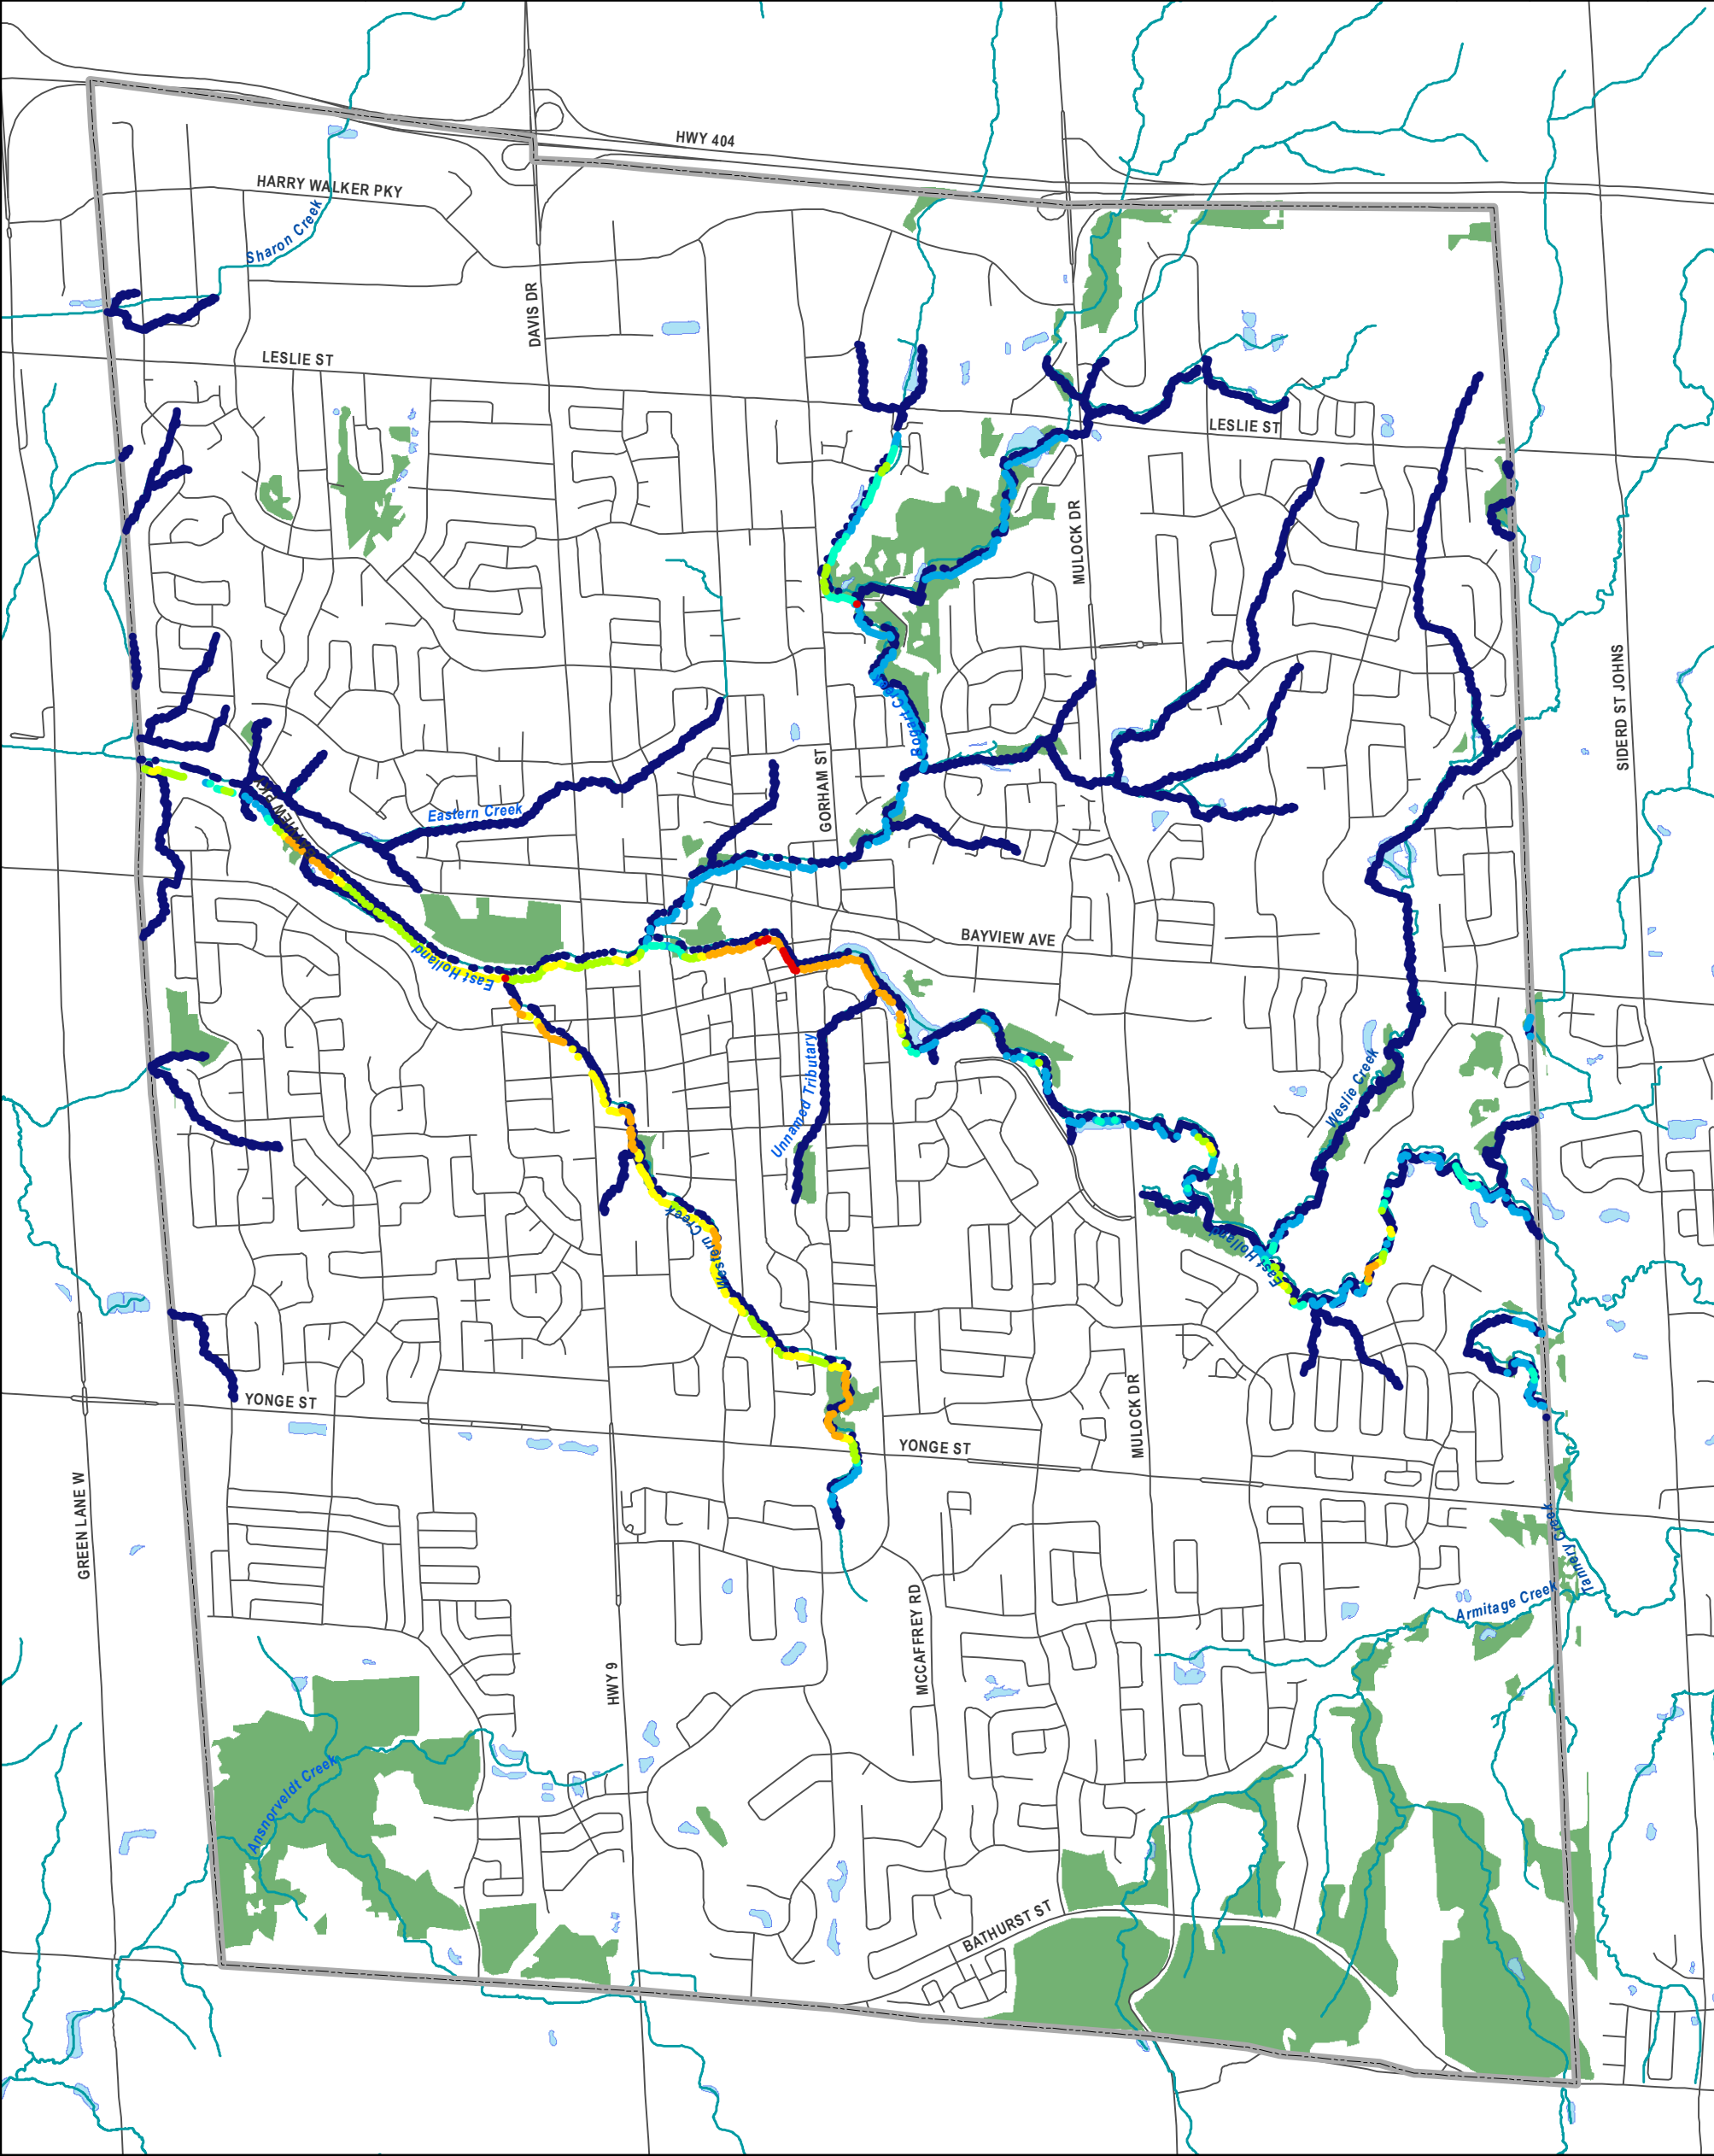 HWY 404
HARRY WALKER PKY
Sharon Creek
DAVIS DR
LESLIE ST
LESLIE ST
MULOCK DR
SIDERD ST JOHNS
GORHAM ST
Eastern Creek
BAYVIEW AVE
East Holland
Unnamed Tributary
Weslie Creek
Western Creek
East Holland
YONGE ST
MULOCK DR
YONGE ST
GREEN LANE W
Tannery Creek
MCCAFFREY RD
Armitage Creek
HWY 9
Ansnorveldt Creek
BATHURST ST